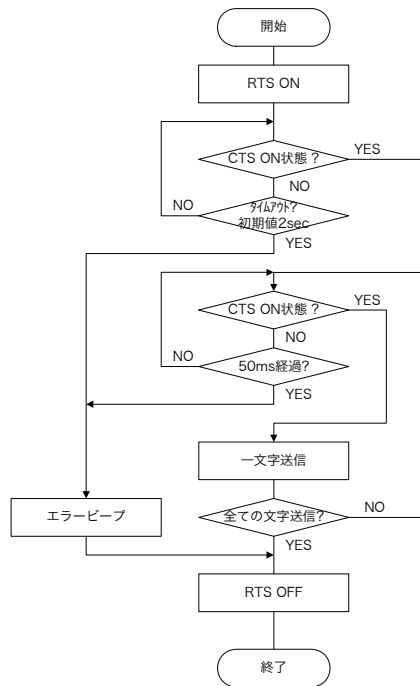 開始
RTS ON
CTS ON状態 ?
YES
NO
ﾀｲﾑｱｳﾄ?
初期値2sec
NO
YES
CTS ON状態 ?
YES
NO
50ms経過?
NO
YES
一文字送信
エラービープ
全ての文字送信?
NO
YES
RTS OFF
終了